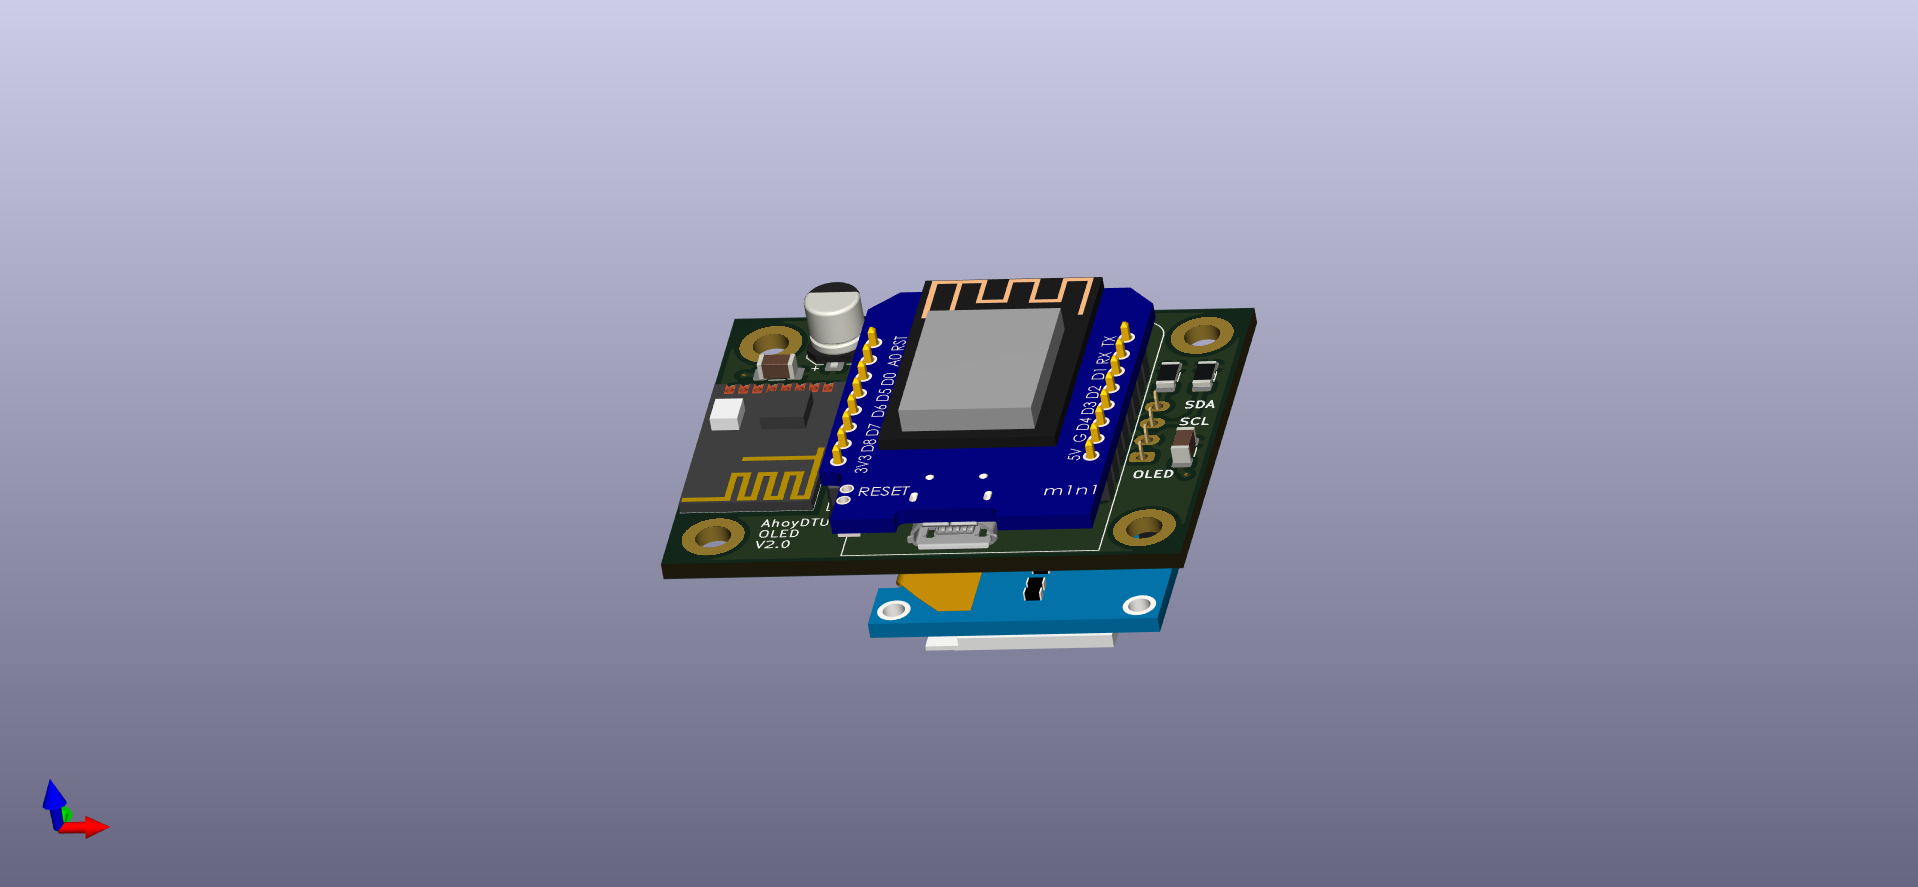 +
3V3 D8 D7 D6 D5 D0 A0 RST
5V G D4 D3 D2 D1 RX TX
RESET
mini
SDA
SCL
OLED
AhoyDTU
OLED
V2.0